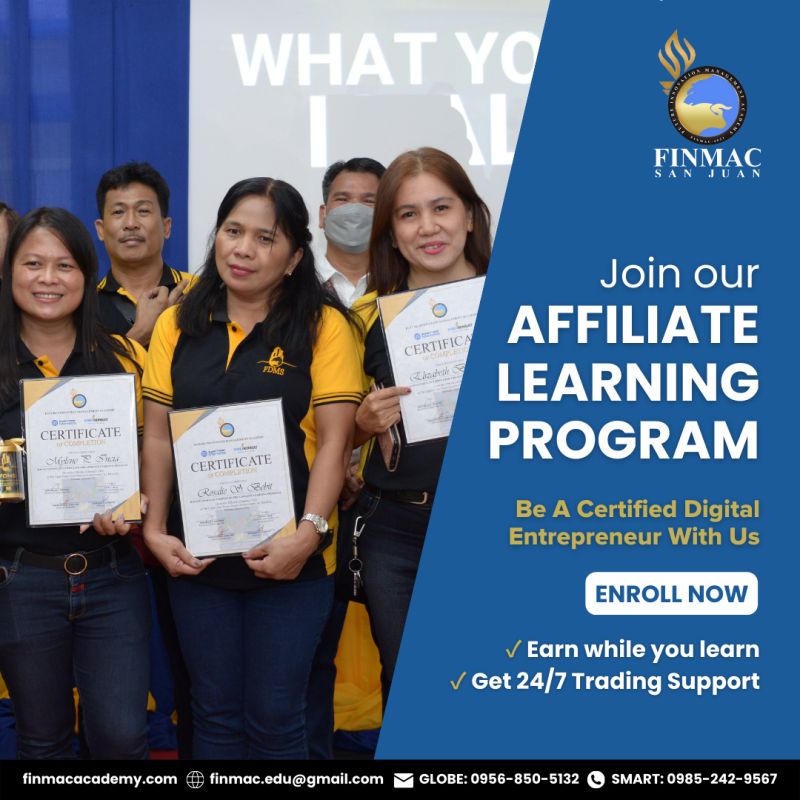 WHAT YO
FINMAC
SAN JUAN
Join our
AFFILIATE
LEARNING
PROGRAM
Be A Certified Digital
Entrepreneur With Us
ENROLL NOW
✓ Earn while you learn
✓ Get 24/7 Trading Support
CERTIFICATE
OF COMPLETION
Mylene P. Incia
CERTIFICATE
OF COMPLETION
Rosalie S. Bebit
FDMS
CERTIFICATE
OF COMPLETION
Elizabeth B
finmacacademy.com finmac.edu@gmail.com GLOBE: 0956-850-5132 SMART: 0985-242-9567